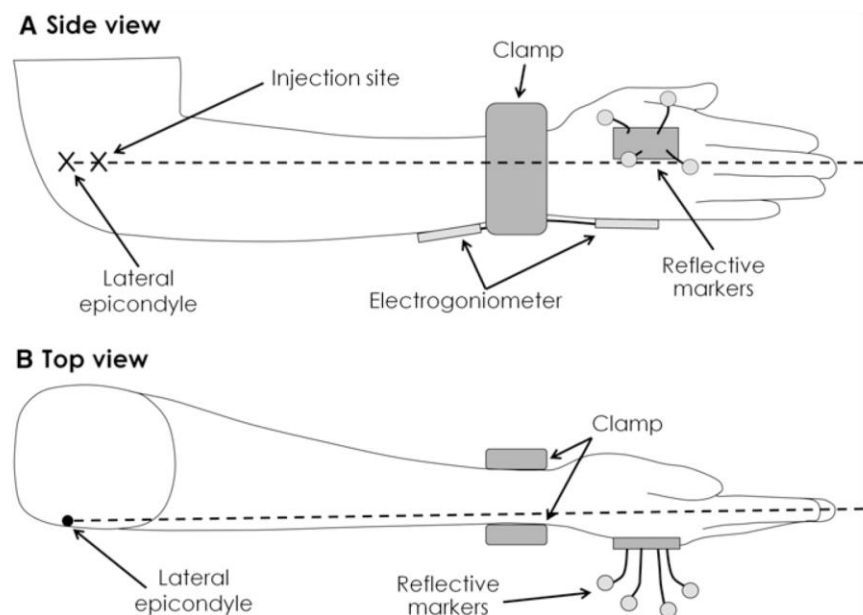 A Side view
Clamp
Injection site
Lateral
epicondyle
Electrogoniometer
Reflective
markers
B Top view
Clamp
Lateral
epicondyle
Reflective
markers